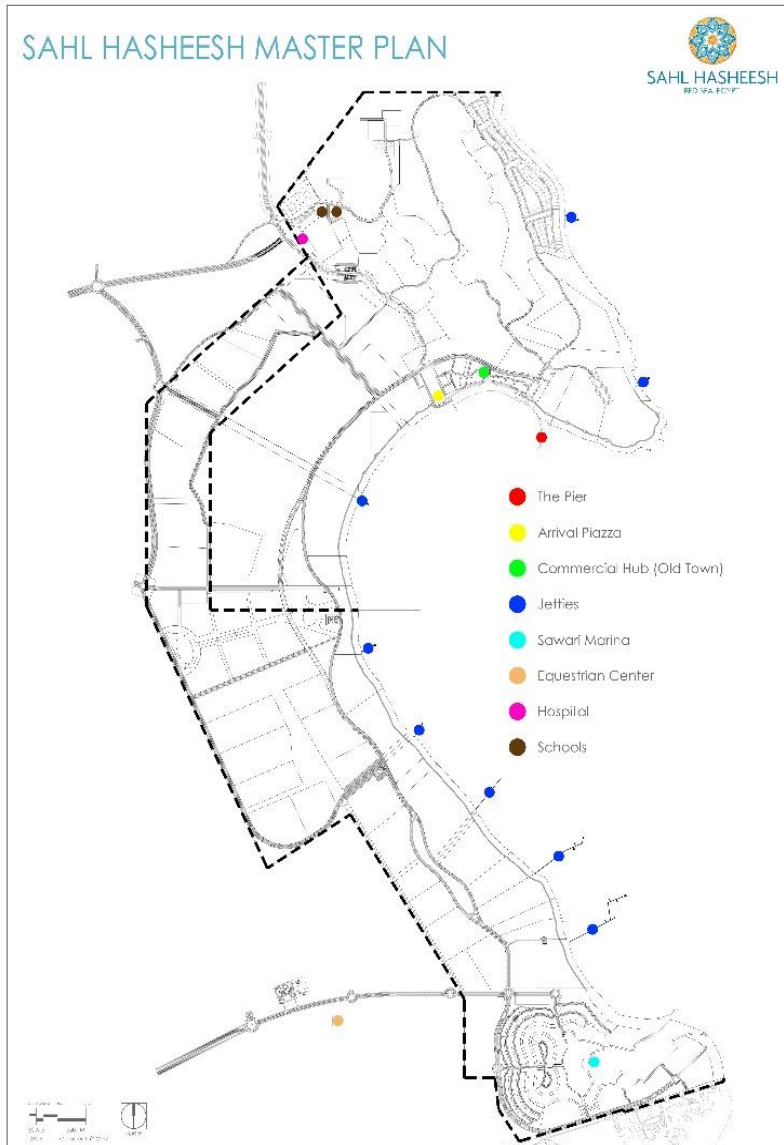 SAHL HASHEESH MASTER PLAN
SAHL HASHEESH
RED SEA, EGYPT
The Pier
Arrival Piazza
Commercial Hub (Old Town)
Jetties
Sawari Marina
Equestrian Center
Hospital
Schools